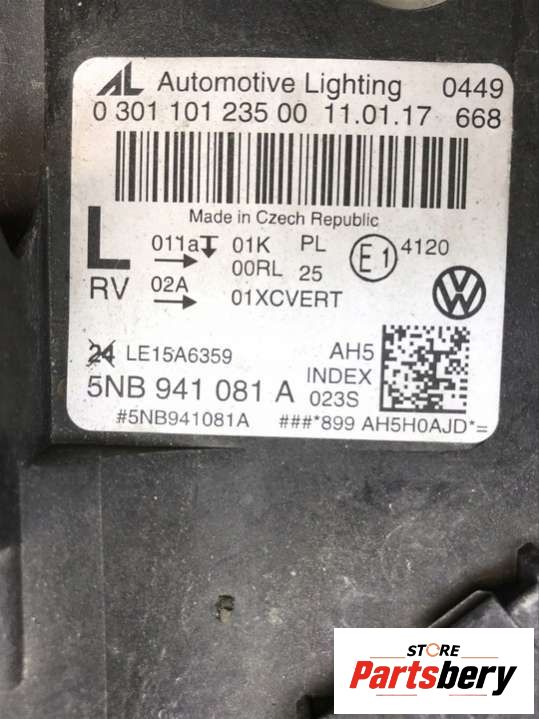 AL Automotive Lighting 0449
0 301 101 235 00 11.01.17 668
Made in Czech Republic
L 011a 01K PL E1 4120
00RL 25
RV 02A 01XCVERT VW
24 LE15A6359 AH5
5NB 941 081 A INDEX 023S
#5NB941081A ###*899 AH5H0AJD*=
STORE
Partsbery